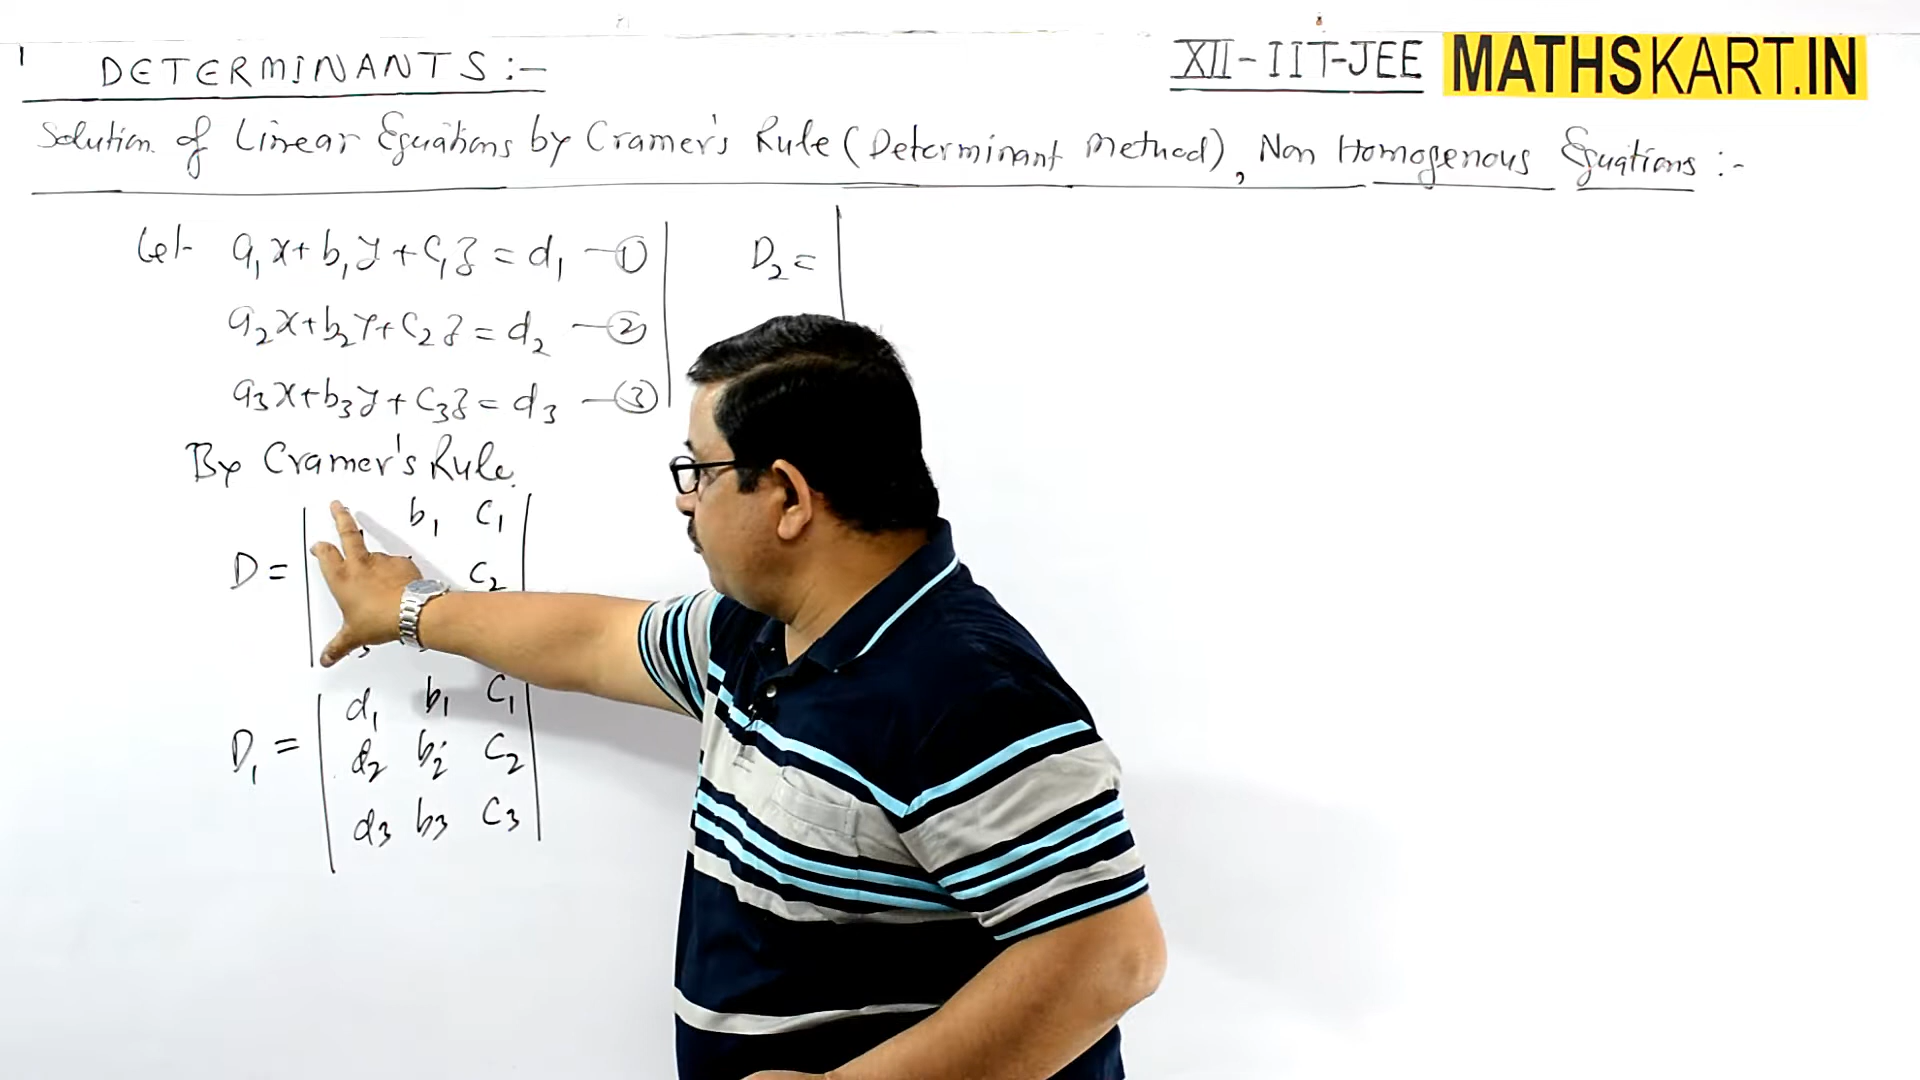 DETERMINANTS :-
XII - IIT-JEE MATHSKART.IN
Solution of Linear Equations by Cramer's Rule (Determinant Method), Non Homogenous Equations :-
Let a₁x + b₁y + c₁z = d₁ —①
a₂x + b₂y + c₂z = d₂ —②
a₃x + b₃y + c₃z = d₃ —③
By Cramer's Rule.
b₁ c₁
D = c₂
₃
d₁ b₁ c₁
D₁ = d₂ b₂ c₂
d₃ b₃ c₃
D₂ =